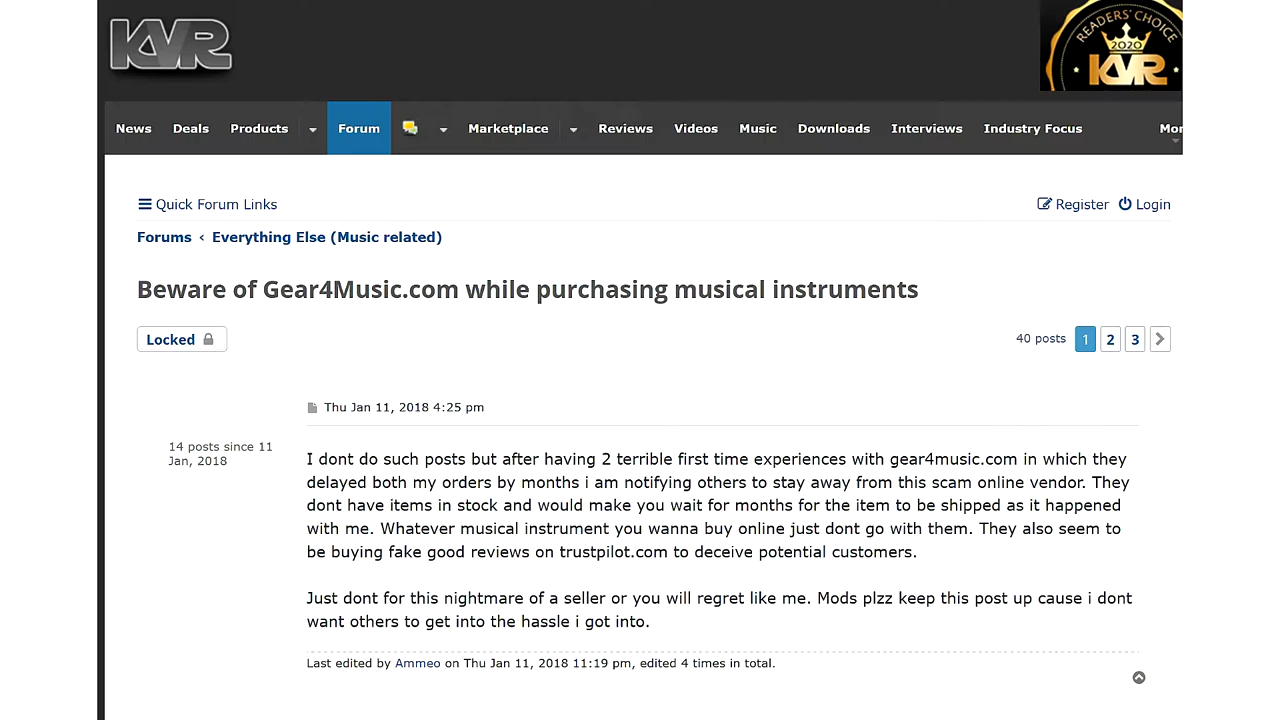 KVR
READERS' CHOICE
2020
KVR
News Deals Products Forum Marketplace Reviews Videos Music Downloads Interviews Industry Focus Mor
Quick Forum Links Register Login
Forums ‹ Everything Else (Music related)
Beware of Gear4Music.com while purchasing musical instruments
Locked 40 posts 1 2 3
Thu Jan 11, 2018 4:25 pm
14 posts since 11
Jan, 2018
I dont do such posts but after having 2 terrible first time experiences with gear4music.com in which they
delayed both my orders by months i am notifying others to stay away from this scam online vendor. They
dont have items in stock and would make you wait for months for the item to be shipped as it happened
with me. Whatever musical instrument you wanna buy online just dont go with them. They also seem to
be buying fake good reviews on trustpilot.com to deceive potential customers.
Just dont for this nightmare of a seller or you will regret like me. Mods plzz keep this post up cause i dont
want others to get into the hassle i got into.
Last edited by Ammeo on Thu Jan 11, 2018 11:19 pm, edited 4 times in total.